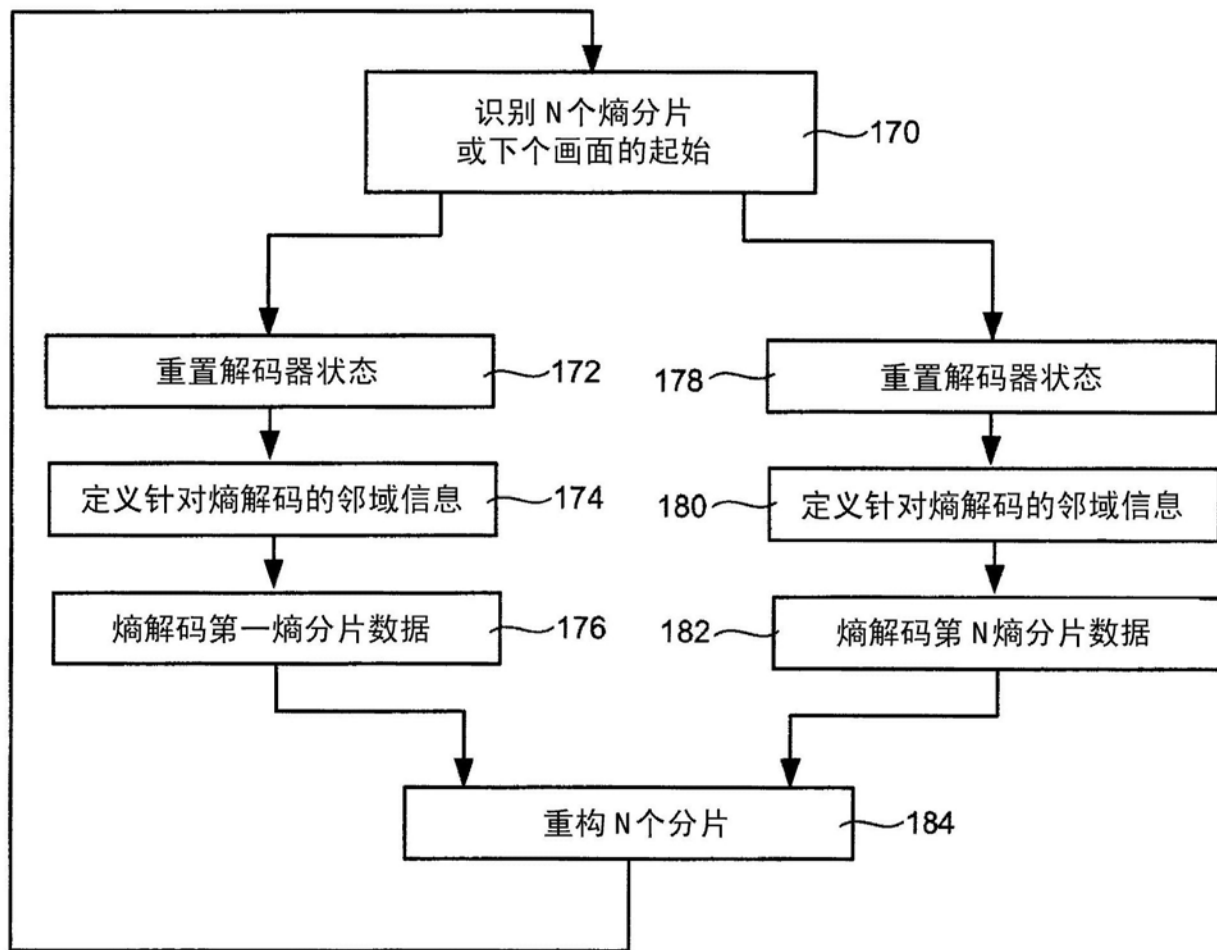 识别 N 个熵分片
或下个画面的起始
170
重置解码器状态
172
178
重置解码器状态
定义针对熵解码的邻域信息
174
180
定义针对熵解码的邻域信息
熵解码第一熵分片数据
176
182
熵解码第 N 熵分片数据
重构 N 个分片
184